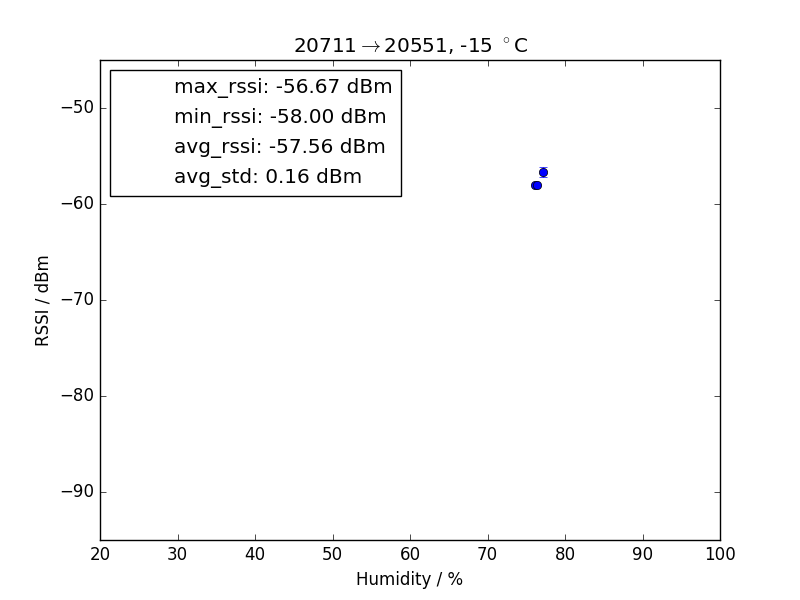 20711→20551, -15 °C
max_rssi: -56.67 dBm
min_rssi: -58.00 dBm
avg_rssi: -57.56 dBm
avg_std: 0.16 dBm
−50
−60
−70
−80
−90
RSSI / dBm
20 30 40 50 60 70 80 90 100
Humidity / %